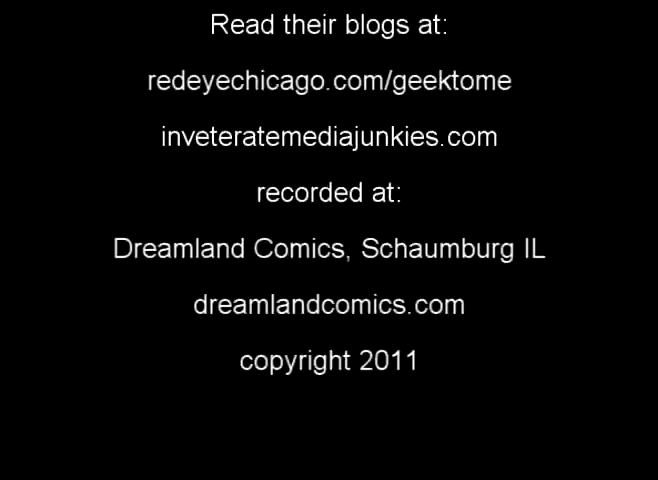 Read their blogs at:
redeyechicago.com/geektome
inveteratemediajunkies.com
recorded at:
Dreamland Comics, Schaumburg IL
dreamlandcomics.com
copyright 2011